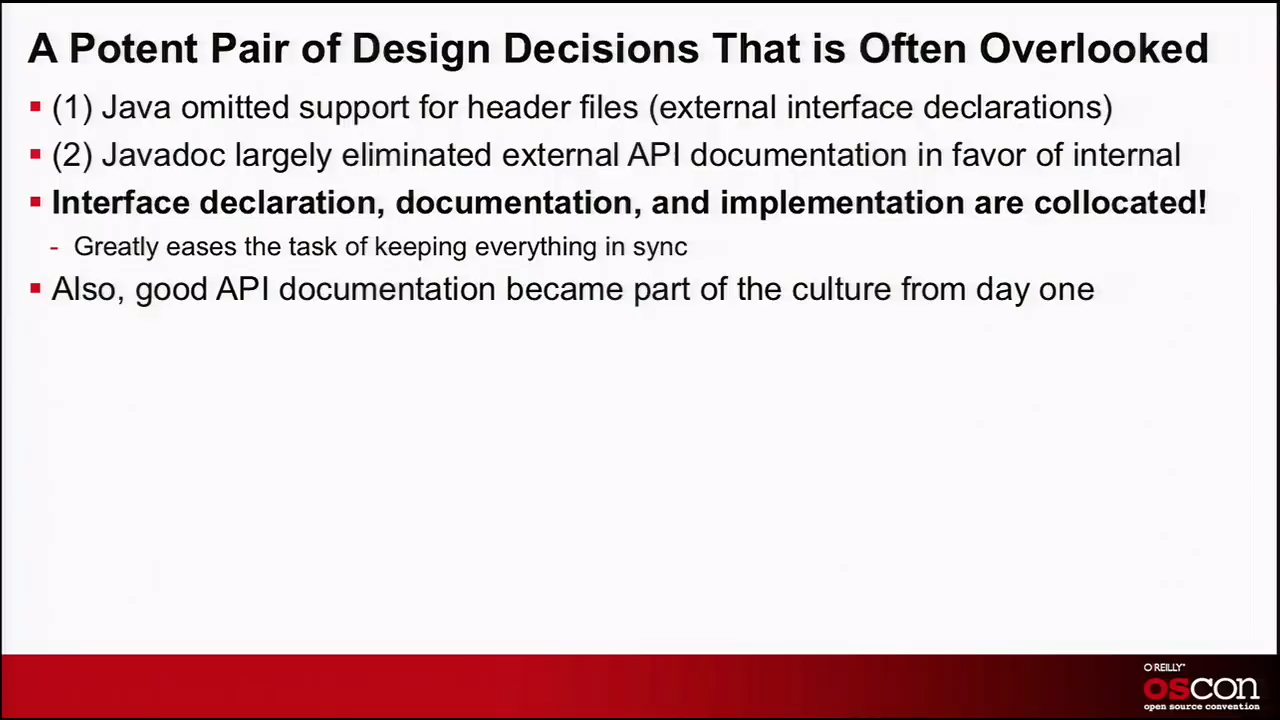 A Potent Pair of Design Decisions That is Often Overlooked
(1) Java omitted support for header files (external interface declarations)
(2) Javadoc largely eliminated external API documentation in favor of internal
Interface declaration, documentation, and implementation are collocated!
- Greatly eases the task of keeping everything in sync
Also, good API documentation became part of the culture from day one
O REILLY
oscon
open source convention